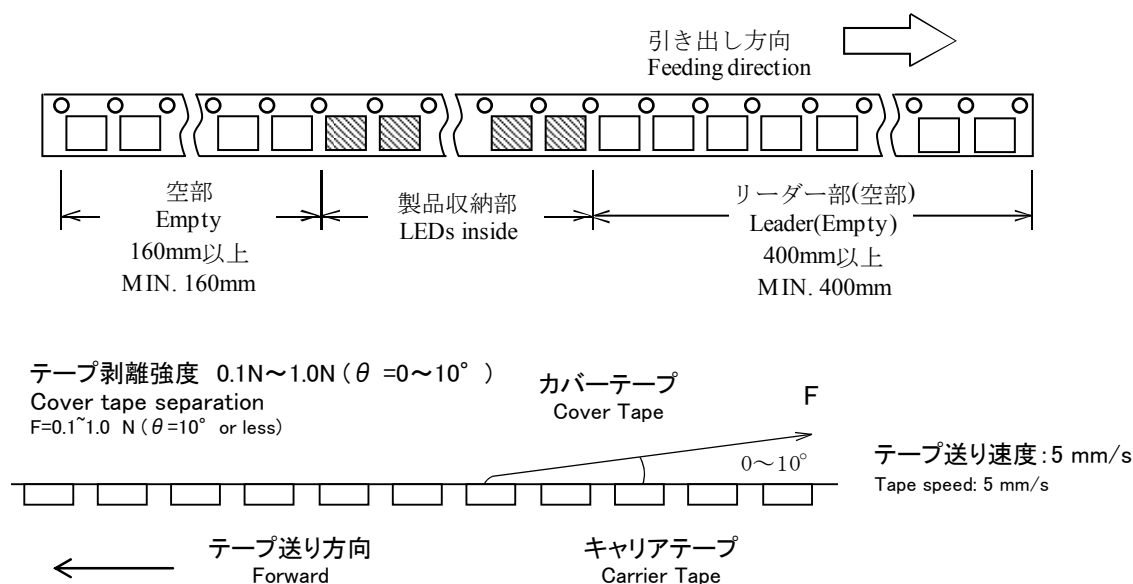 引き出し方向
Feeding direction
空部
Empty
160mm以上
MIN. 160mm
製品収納部
LEDs inside
リーダー部(空部)
Leader(Empty)
400mm以上
MIN. 400mm
テープ剥離強度 0.1N～1.0N (θ =0～10° )
Cover tape separation
F=0.1~1.0 N (θ=10° or less)
カバーテープ
Cover Tape
F
0～10°
テープ送り速度:5 mm/s
Tape speed: 5 mm/s
テープ送り方向
Forward
キャリアテープ
Carrier Tape